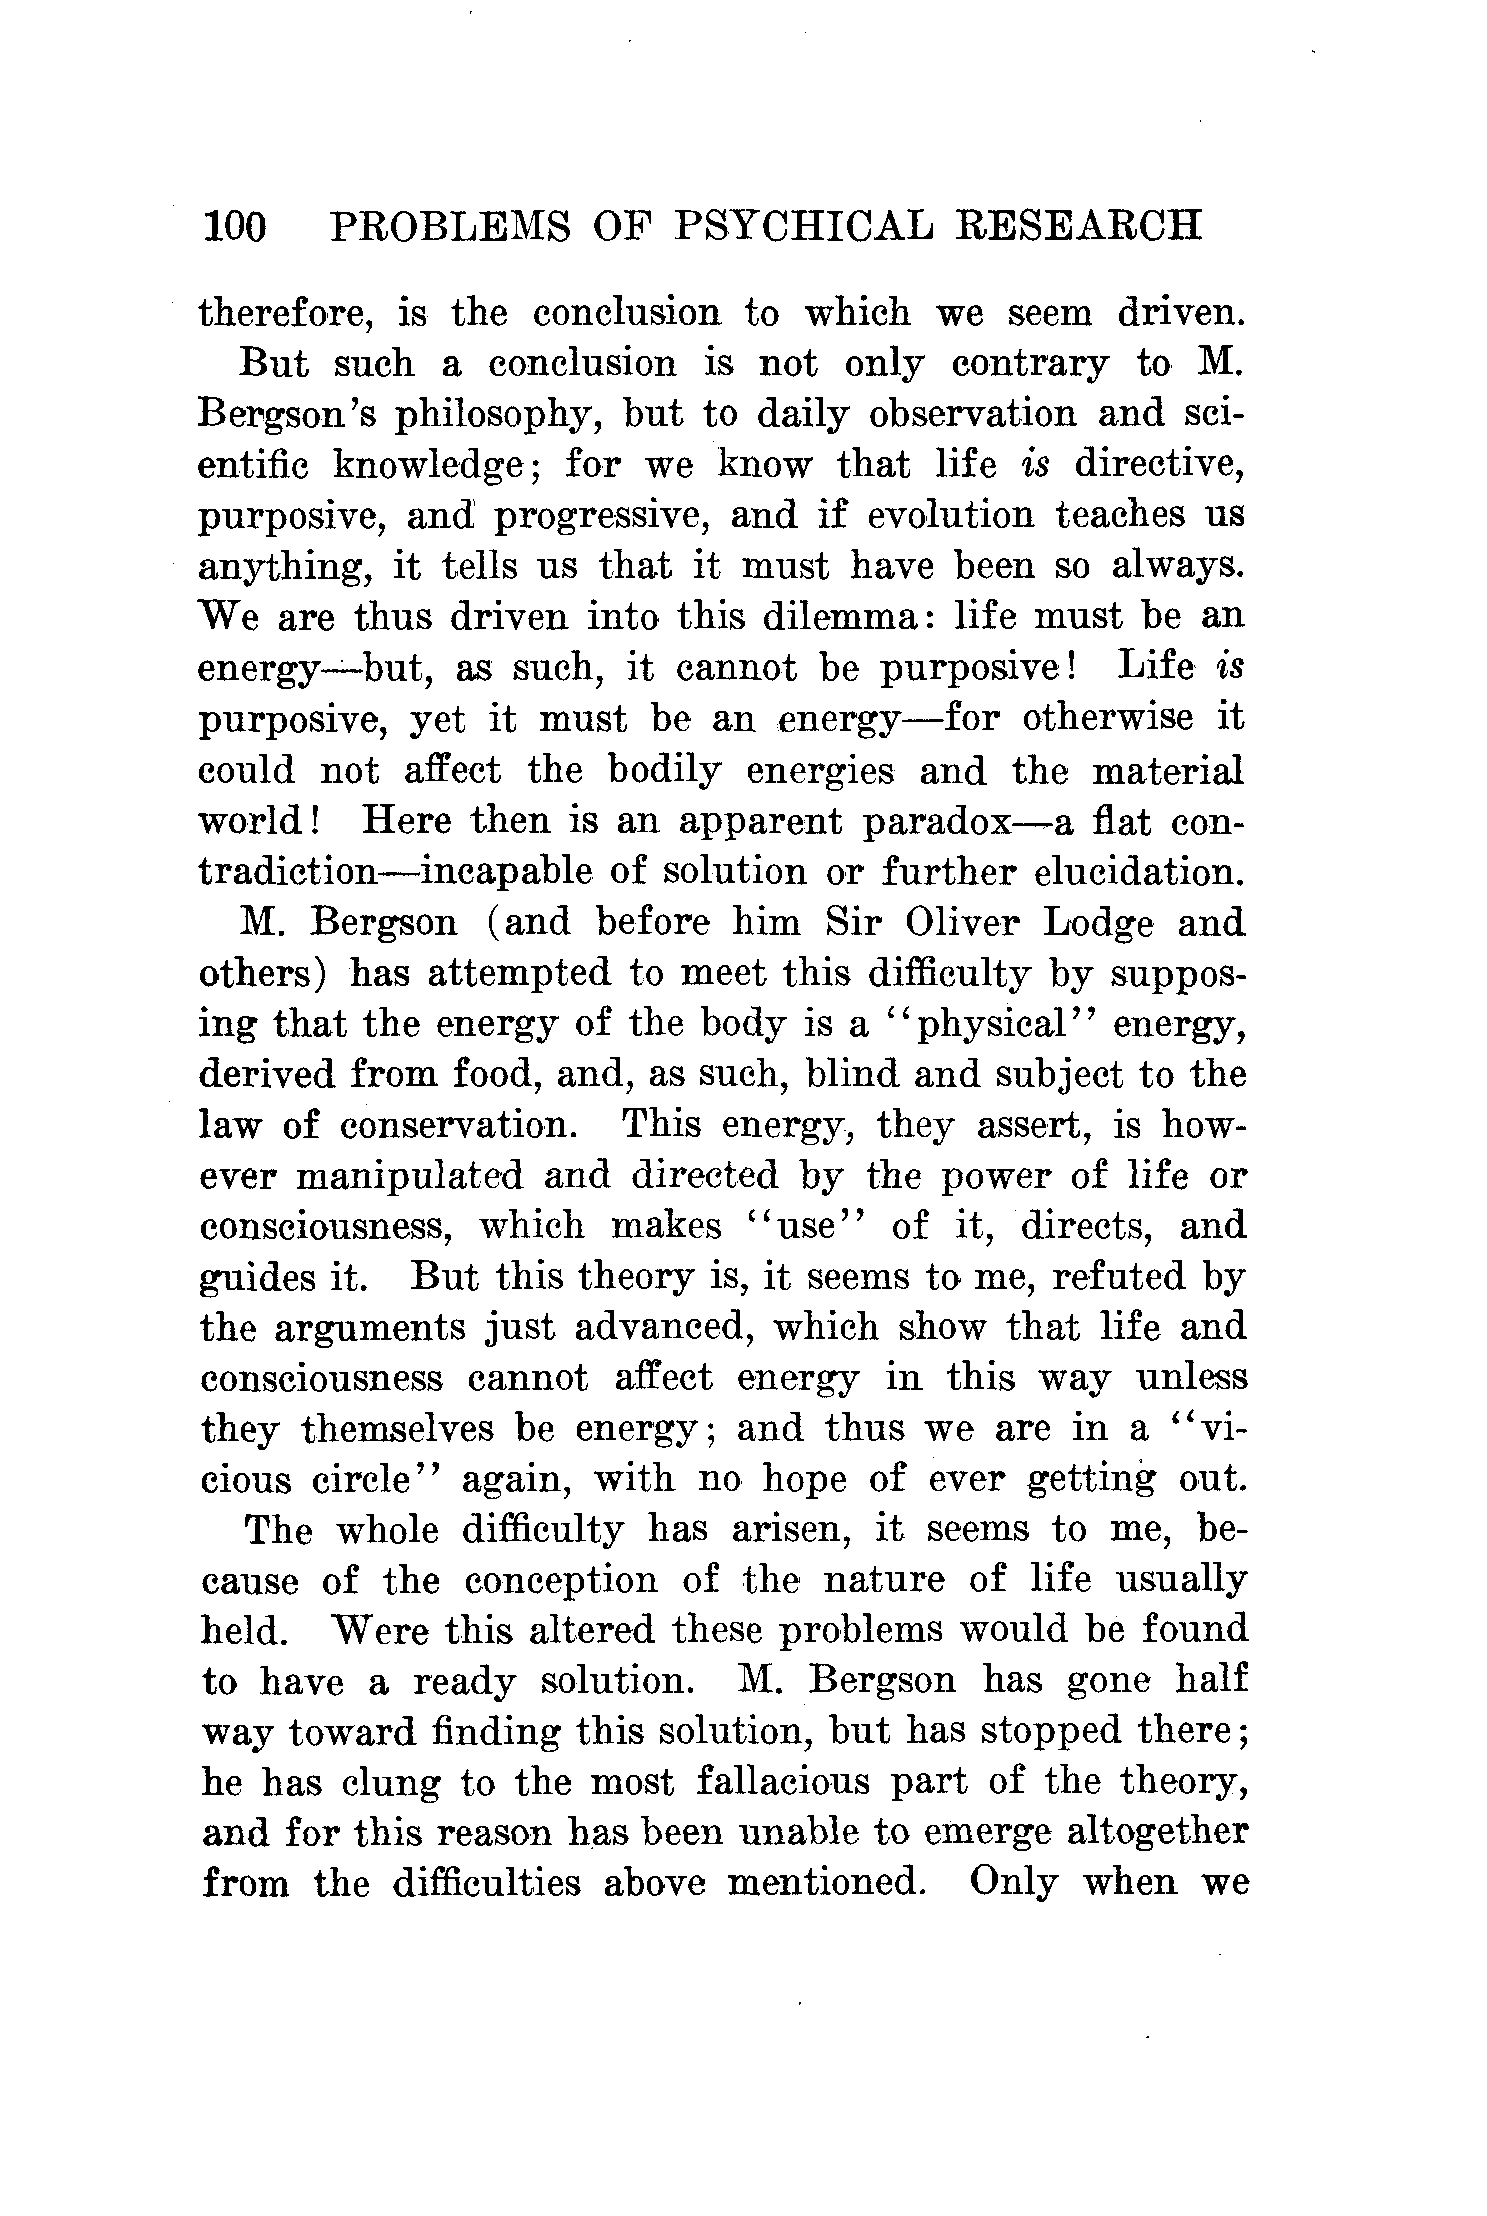 100 PROBLEMS OF PSYCHICAL RESEARCH
therefore, is the conclusion to which we seem driven.
But such a conclusion is not only contrary to M.
Bergson's philosophy, but to daily observation and sci-
entific knowledge; for we know that life is directive,
purposive, and progressive, and if evolution teaches us
anything, it tells us that it must have been so always.
We are thus driven into this dilemma: life must be an
energy—but, as such, it cannot be purposive! Life is
purposive, yet it must be an energy—for otherwise it
could not affect the bodily energies and the material
world! Here then is an apparent paradox—a flat con-
tradiction—incapable of solution or further elucidation.
M. Bergson (and before him Sir Oliver Lodge and
others) has attempted to meet this difficulty by suppos-
ing that the energy of the body is a "physical" energy,
derived from food, and, as such, blind and subject to the
law of conservation. This energy, they assert, is how-
ever manipulated and directed by the power of life or
consciousness, which makes "use" of it, directs, and
guides it. But this theory is, it seems to me, refuted by
the arguments just advanced, which show that life and
consciousness cannot affect energy in this way unless
they themselves be energy; and thus we are in a "vi-
cious circle" again, with no hope of ever getting out.
The whole difficulty has arisen, it seems to me, be-
cause of the conception of the nature of life usually
held. Were this altered these problems would be found
to have a ready solution. M. Bergson has gone half
way toward finding this solution, but has stopped there;
he has clung to the most fallacious part of the theory,
and for this reason has been unable to emerge altogether
from the difficulties above mentioned. Only when we